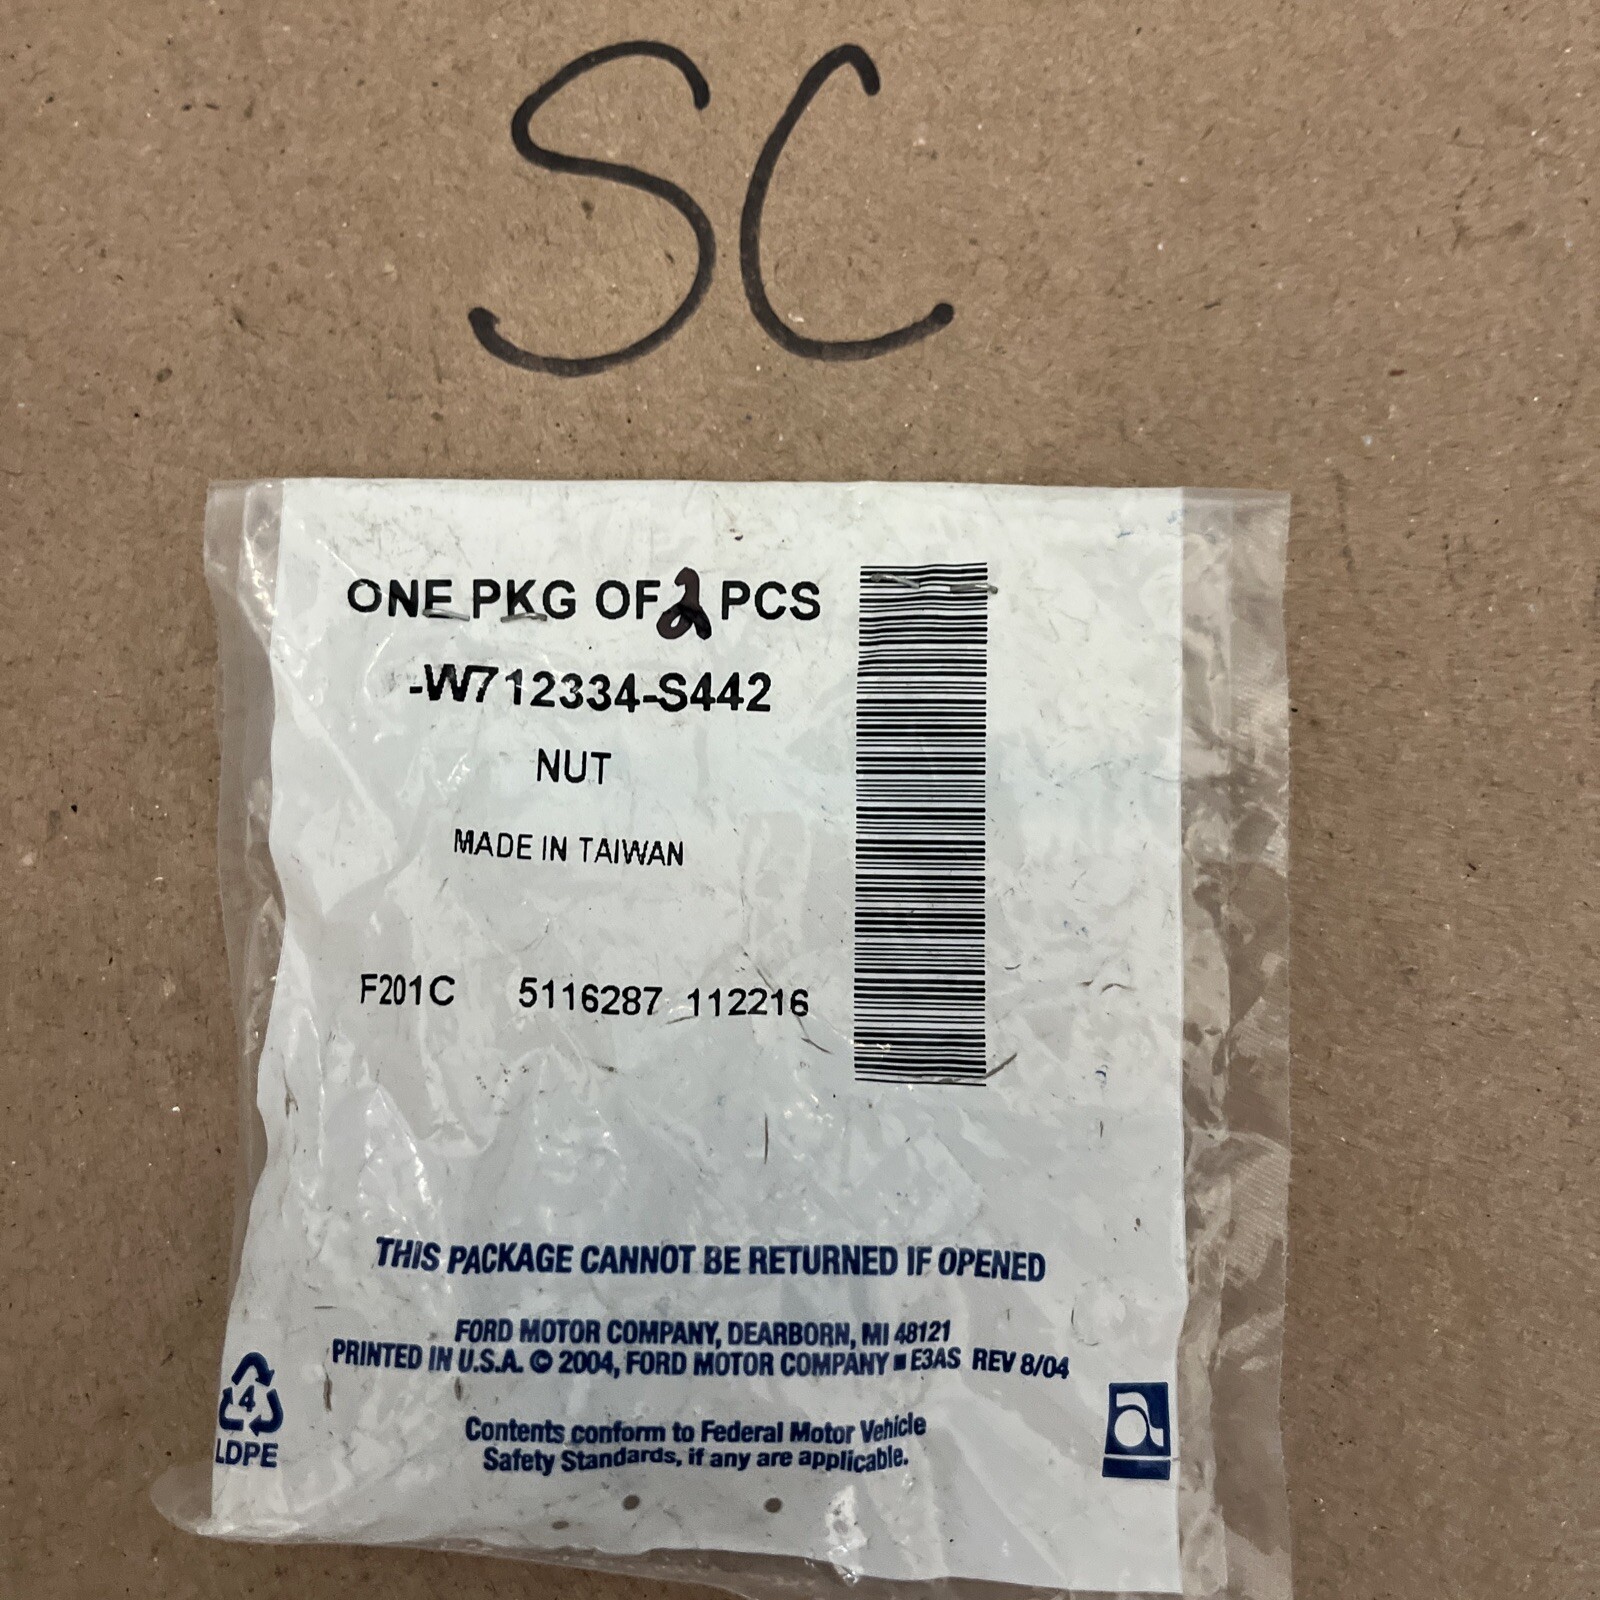 SC
ONE PKG OF 2 PCS
-W712334-S442
NUT
MADE IN TAIWAN
F201C 5116287 112216
THIS PACKAGE CANNOT BE RETURNED IF OPENED
FORD MOTOR COMPANY, DEARBORN, MI 48121
PRINTED IN U.S.A. © 2004, FORD MOTOR COMPANY ■ E3AS REV 8/04
4
LDPE
Contents conform to Federal Motor Vehicle
Safety Standards, if any are applicable.
a